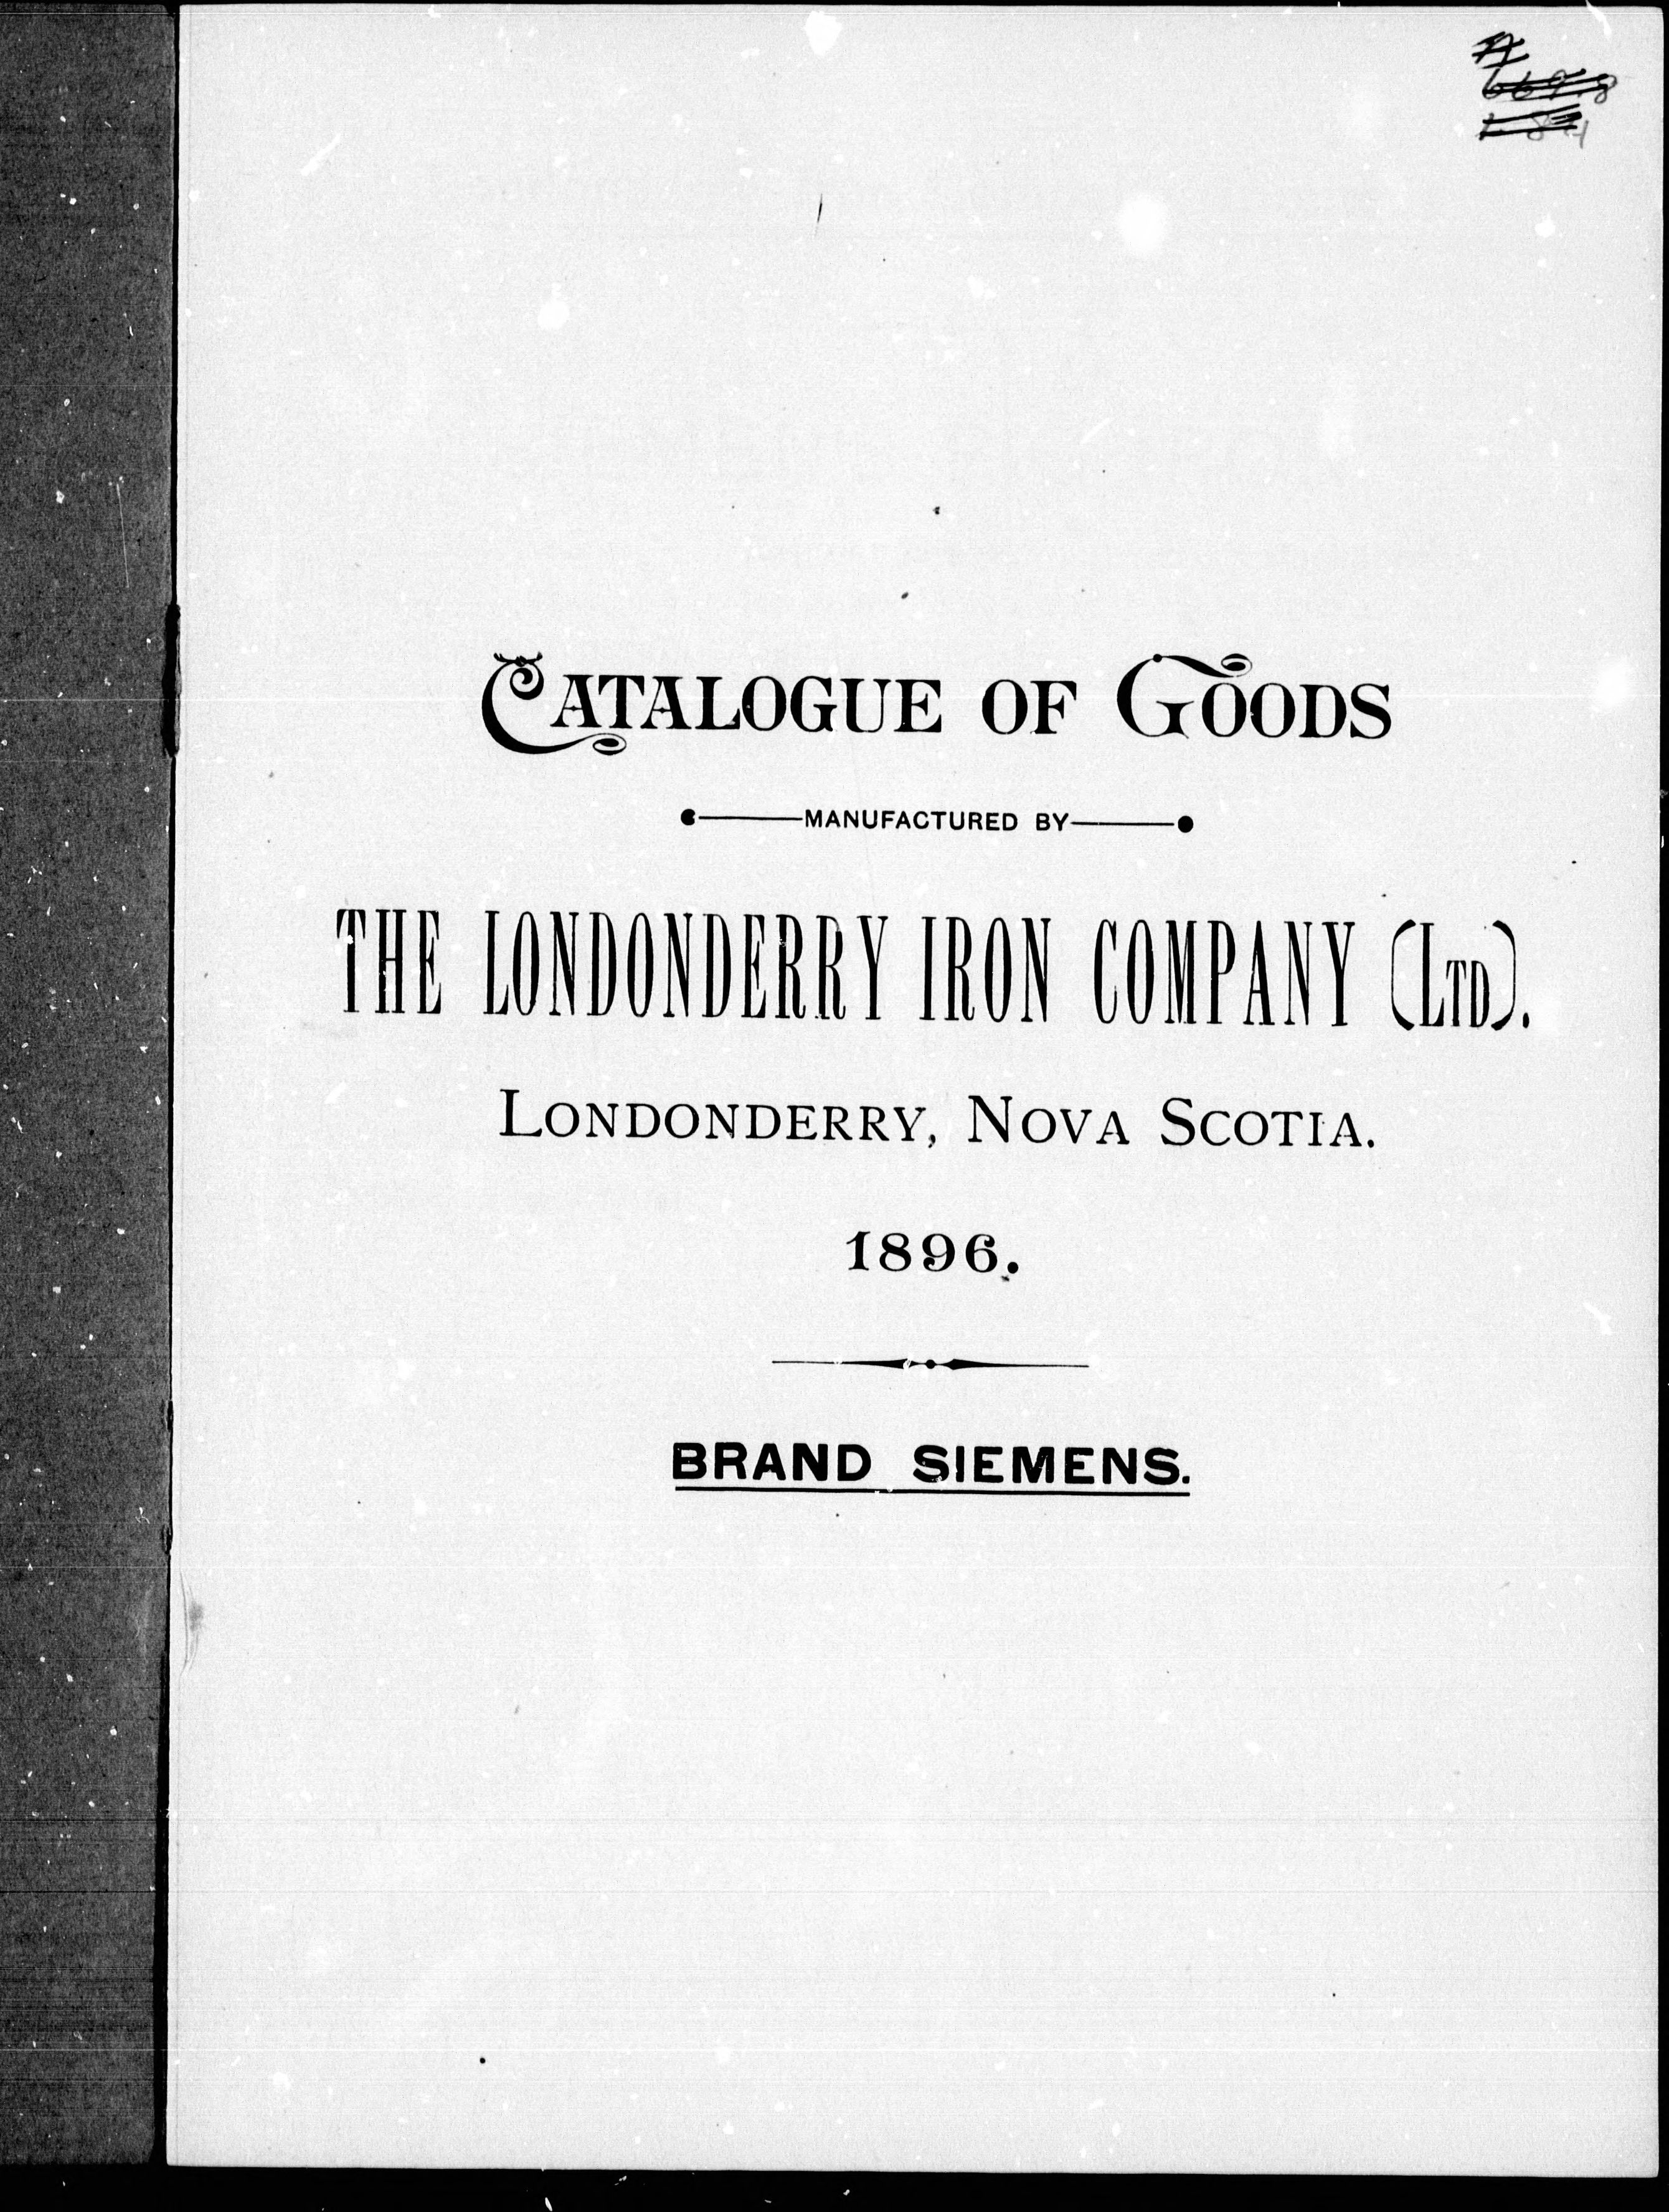 CATALOGUE OF GOODS
MANUFACTURED BY
THE LONDONDERRY IRON COMPANY (LTD).
LONDONDERRY, NOVA SCOTIA.
1896.
BRAND SIEMENS.